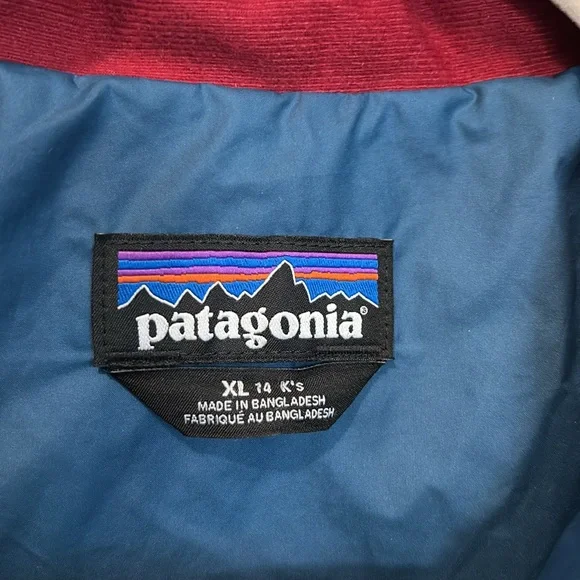 patagonia®
XL 14 K's
MADE IN BANGLADESH
FABRIQUÉ AU BANGLADESH